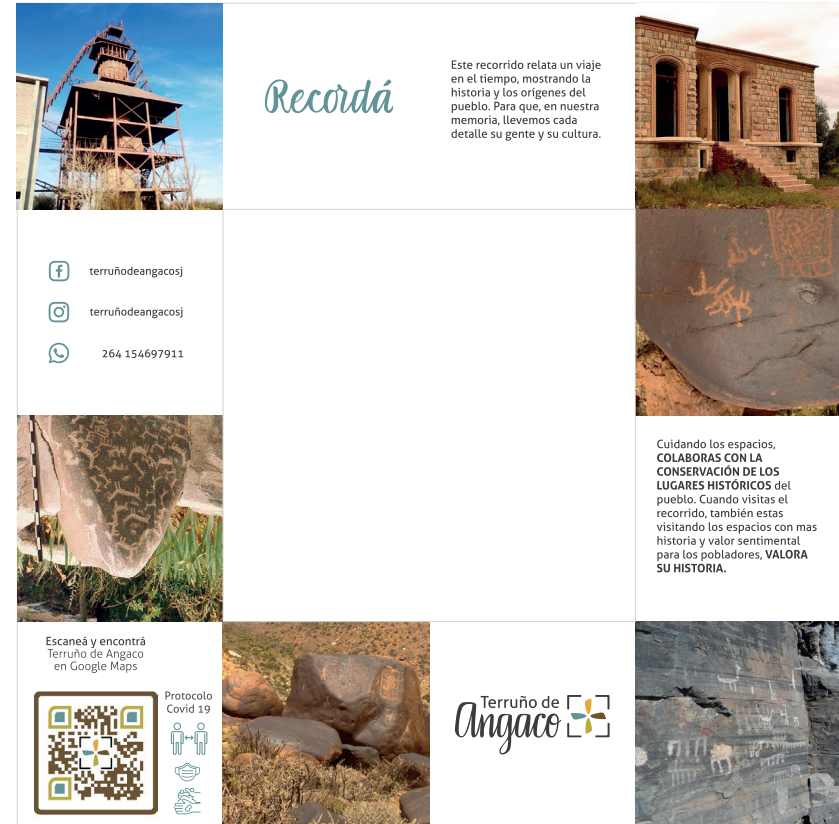 Recordá
Este recorrido relata un viaje
en el tiempo, mostrando la
historia y los orígenes del
pueblo. Para que, en nuestra
memoria, llevemos cada
detalle su gente y su cultura.
terruñodeangacosj
terruñodeangacosj
264 154697911
Cuidando los espacios,
COLABORAS CON LA
CONSERVACIÓN DE LOS
LUGARES HISTÓRICOS del
pueblo. Cuando visitas el
recorrido, también estas
visitando los espacios con mas
historia y valor sentimental
para los pobladores, VALORA
SU HISTORIA.
Escaneá y encontrá
Terruño de Angaco
en Google Maps
Protocolo
Covid 19
Terruño de
Angaco